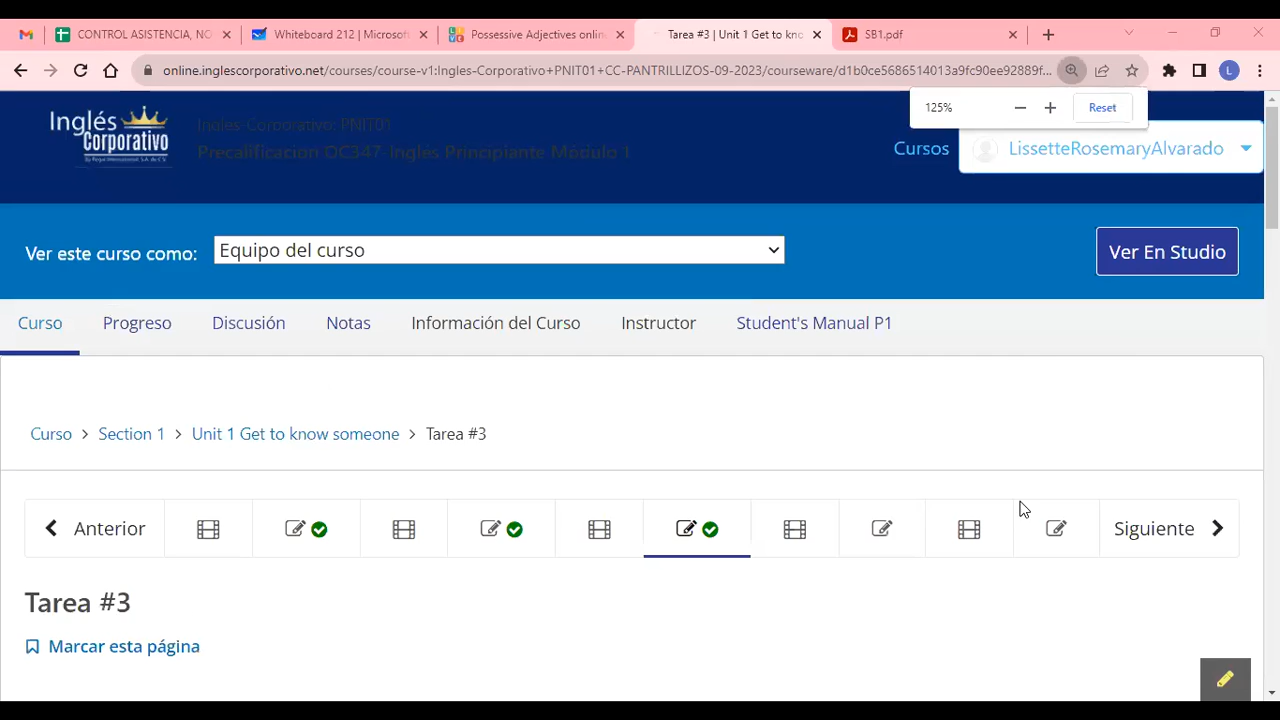 CONTROL ASISTENCIA, NO
Whiteboard 212 | Microsoft
Possessive Adjectives online
Tarea #3 | Unit 1 Get to kno
SB1.pdf
online.inglescorporativo.net/courses/course-v1:Ingles-Corporativo+PNIT01+CC-PANTRILLIZOS-09-2023/courseware/d1b0ce5686514013a9fc90ee92889f...
L
125%
Reset
Inglés
Corporativo
Ingles-Corporativo: PNIT01
Precalificacion OC347 Inglés Principiante Módulo 1
Cursos
LissetteRosemaryAlvarado
Ver este curso como:
Equipo del curso
Ver En Studio
Curso
Progreso
Discusión
Notas
Información del Curso
Instructor
Student's Manual P1
Curso > Section 1 > Unit 1 Get to know someone > Tarea #3
Anterior
Siguiente
Tarea #3
Marcar esta página